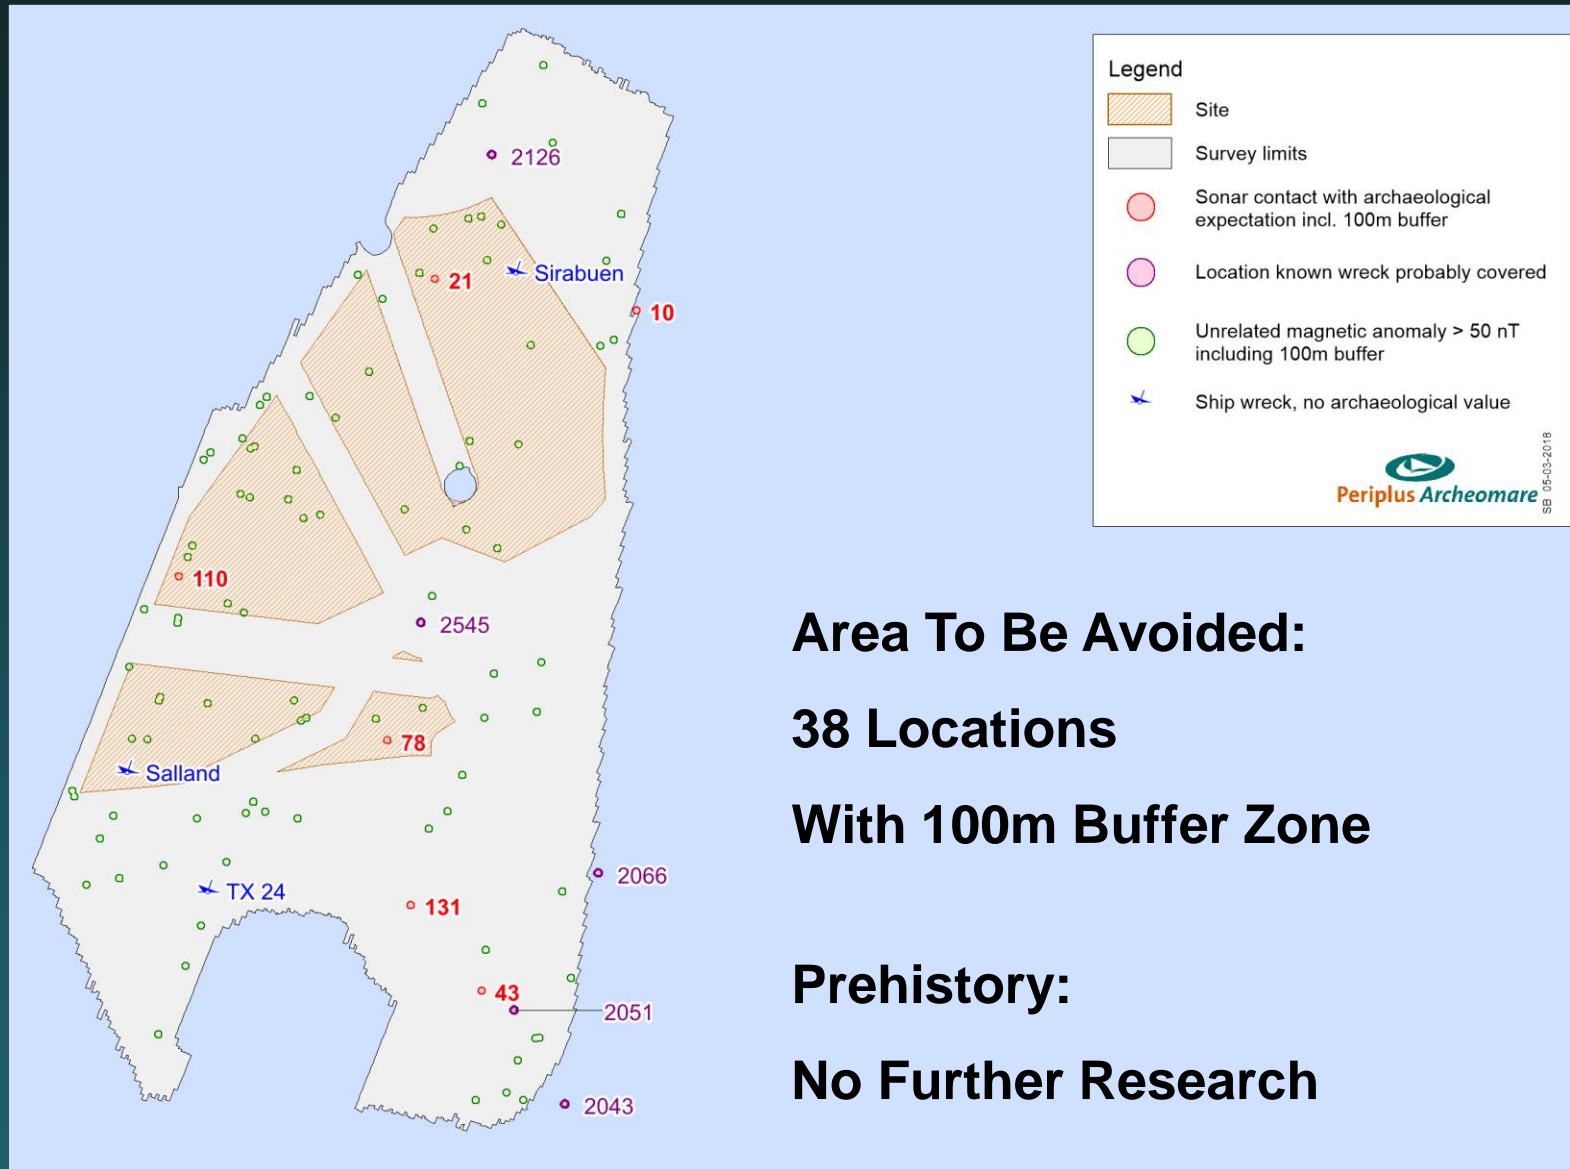 2126
Sirabuen
21
10
110
2545
78
Salland
2066
TX 24
131
43
2051
2043
Legend
Site
Survey limits
Sonar contact with archaeological
expectation incl. 100m buffer
Location known wreck probably covered
Unrelated magnetic anomaly > 50 nT
including 100m buffer
Ship wreck, no archaeological value
Periplus Archeomare
SB 05-03-2018
Area To Be Avoided:
38 Locations
With 100m Buffer Zone
Prehistory:
No Further Research